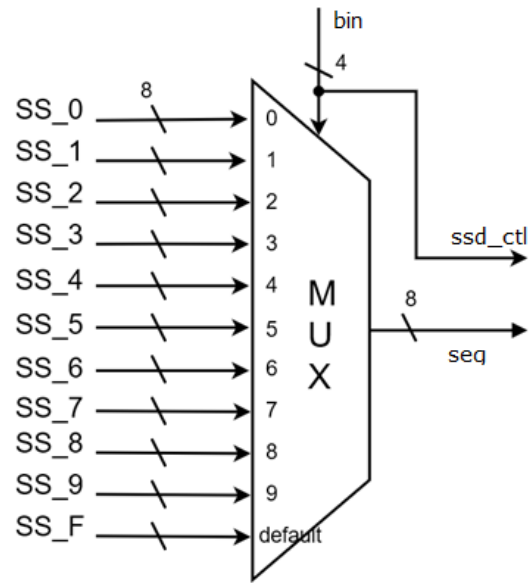 bin
4
8
SS_0
0
SS_1
1
SS_2
2
SS_3
3
ssd_ctl
SS_4
4
8
SS_5
5
MUX
seg
SS_6
6
SS_7
7
SS_8
8
SS_9
9
SS_F
default